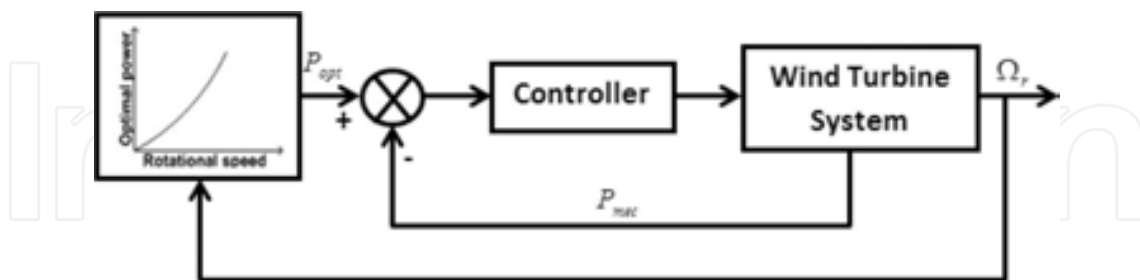 Optimal power
Rotational speed
P_opt
+
-
Controller
Wind Turbine
System
Ω_r
P_mec